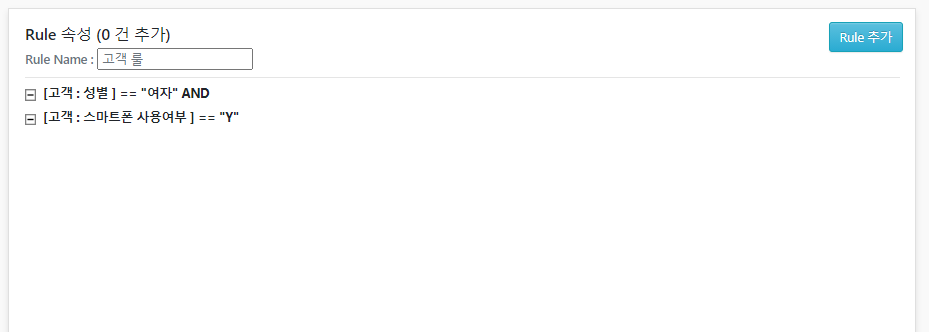 Rule 속성 (0 건 추가)
Rule 추가
Rule Name : 고객 룰
[고객 : 성별 ] == "여자" AND
[고객 : 스마트폰 사용여부 ] == "Y"